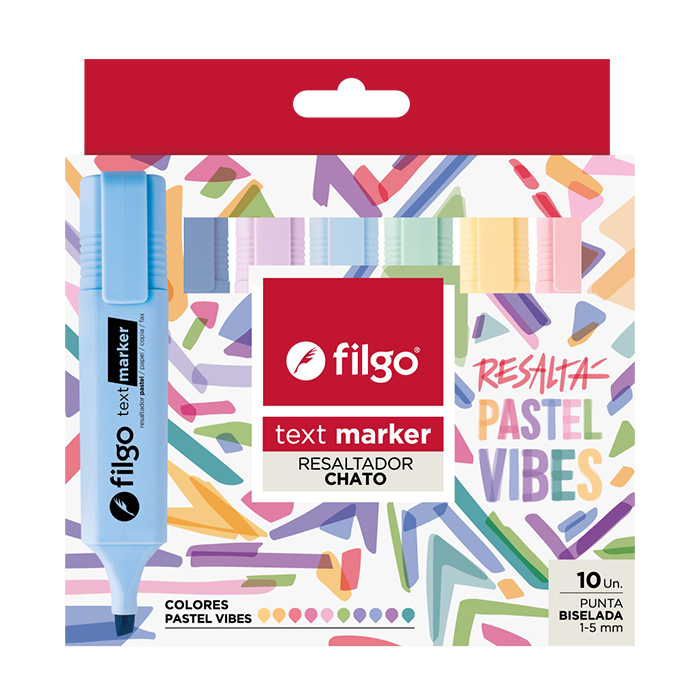 filgo
text marker
resaltador pastel / papel / copia / fax
filgo®
text marker
RESALTADOR
CHATO
RESALTÁ
PASTEL
VIBES
COLORES
PASTEL VIBES
10 Un.
PUNTA
BISELADA
1-5 mm